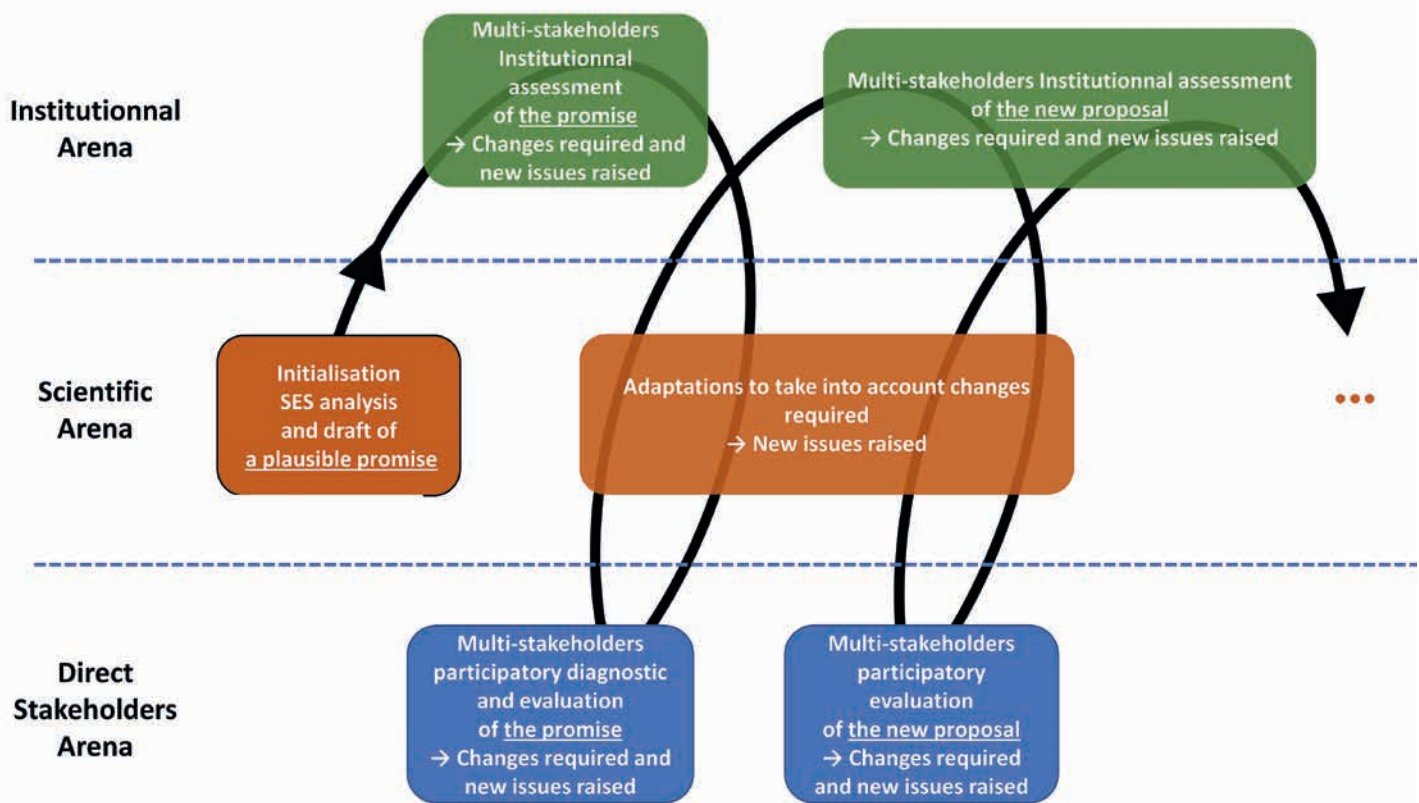 Institutionnal
Arena
Multi-stakeholders
Institutionnal
assessment
of the promise
→ Changes required and
new issues raised
Multi-stakeholders Institutionnal assessment
of the new proposal
→ Changes required and new issues raised
Scientific
Arena
Initialisation
SES analysis
and draft of
a plausible promise
Adaptations to take into account changes
required
→ New issues raised
...
Direct
Stakeholders
Arena
Multi-stakeholders
participatory diagnostic
and evaluation
of the promise
→ Changes required and
new issues raised
Multi-stakeholders
participatory
evaluation
of the new proposal
→ Changes required
and new issues raised